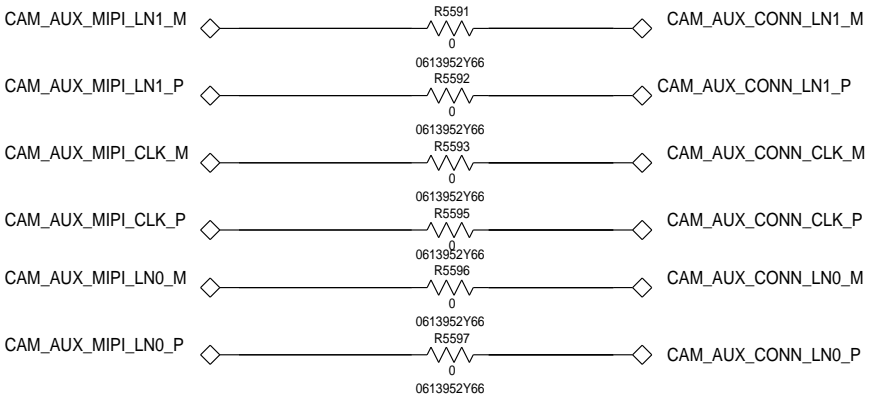 CAM_AUX_MIPI_LN1_M R5591 CAM_AUX_CONN_LN1_M
0
0613952Y66
CAM_AUX_MIPI_LN1_P R5592 CAM_AUX_CONN_LN1_P
0
0613952Y66
CAM_AUX_MIPI_CLK_M R5593 CAM_AUX_CONN_CLK_M
0
0613952Y66
CAM_AUX_MIPI_CLK_P R5595 CAM_AUX_CONN_CLK_P
0
0613952Y66
CAM_AUX_MIPI_LN0_M R5596 CAM_AUX_CONN_LN0_M
0
0613952Y66
CAM_AUX_MIPI_LN0_P R5597 CAM_AUX_CONN_LN0_P
0
0613952Y66